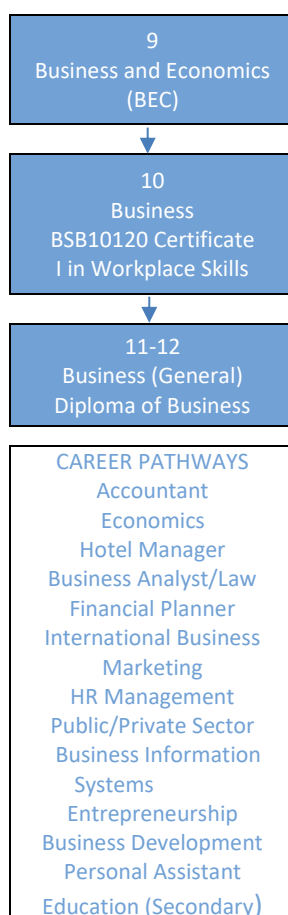 9
Business and Economics
(BEC)
10
Business
BSB10120 Certificate
I in Workplace Skills
11-12
Business (General)
Diploma of Business
CAREER PATHWAYS
Accountant
Economics
Hotel Manager
Business Analyst/Law
Financial Planner
International Business
Marketing
HR Management
Public/Private Sector
Business Information
Systems
Entrepreneurship
Business Development
Personal Assistant
Education (Secondary)